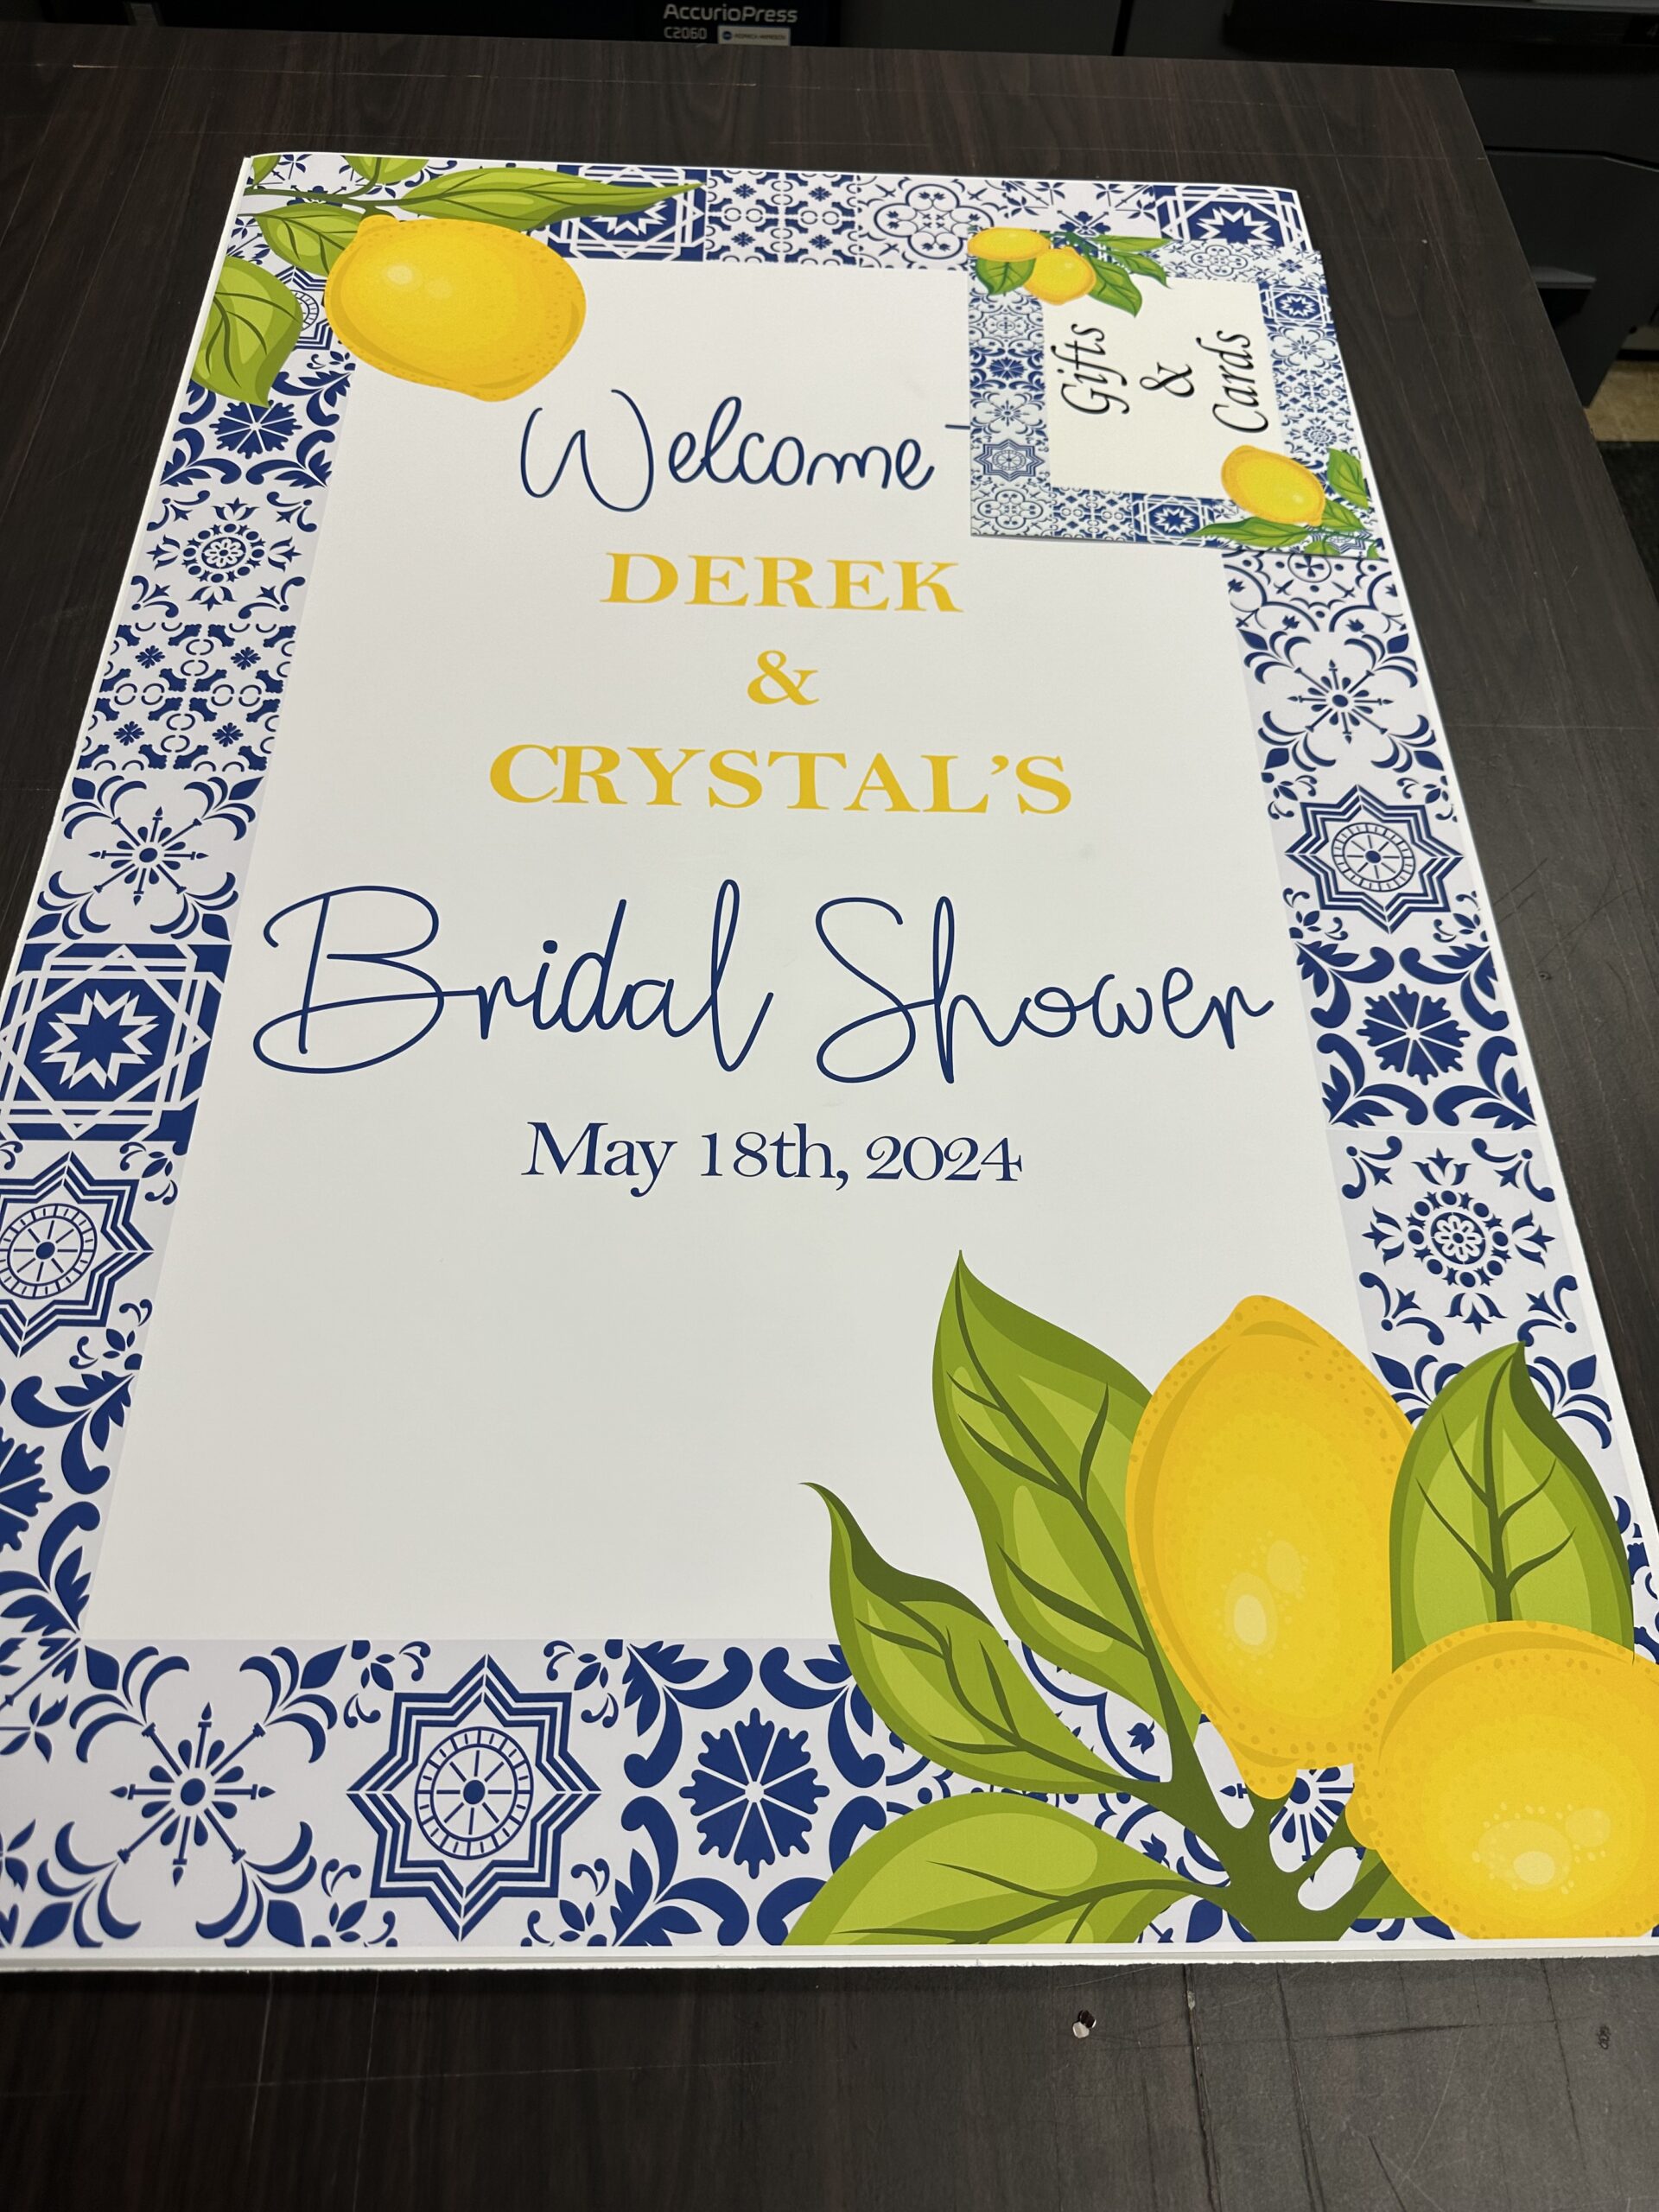 AccurioPress
C2060
Welcome
DEREK
&
CRYSTAL’S
Bridal Shower
May 18th, 2024
Gifts
&
Cards